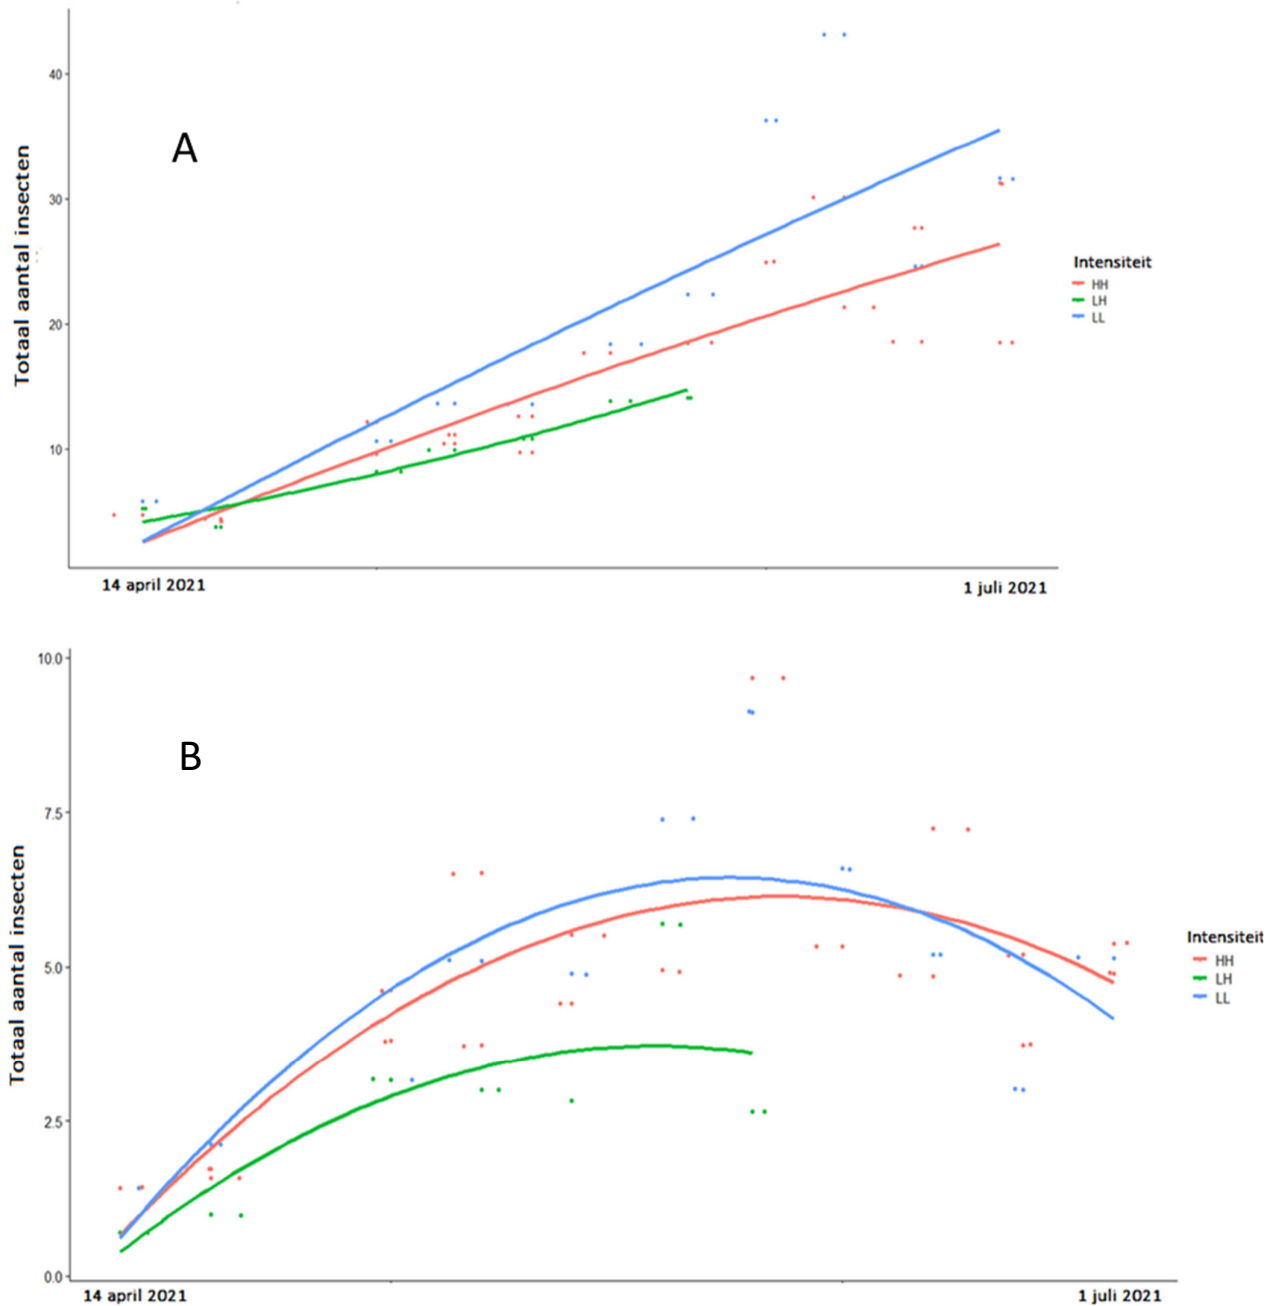 40
A
Totaal aantal insecten
30
Intensiteit
HH
LH
LL
20
10
14 april 2021
1 juli 2021
10.0
B
7.5
Totaal aantal insecten
Intensiteit
HH
LH
LL
5.0
2.5
0.0
14 april 2021
1 juli 2021